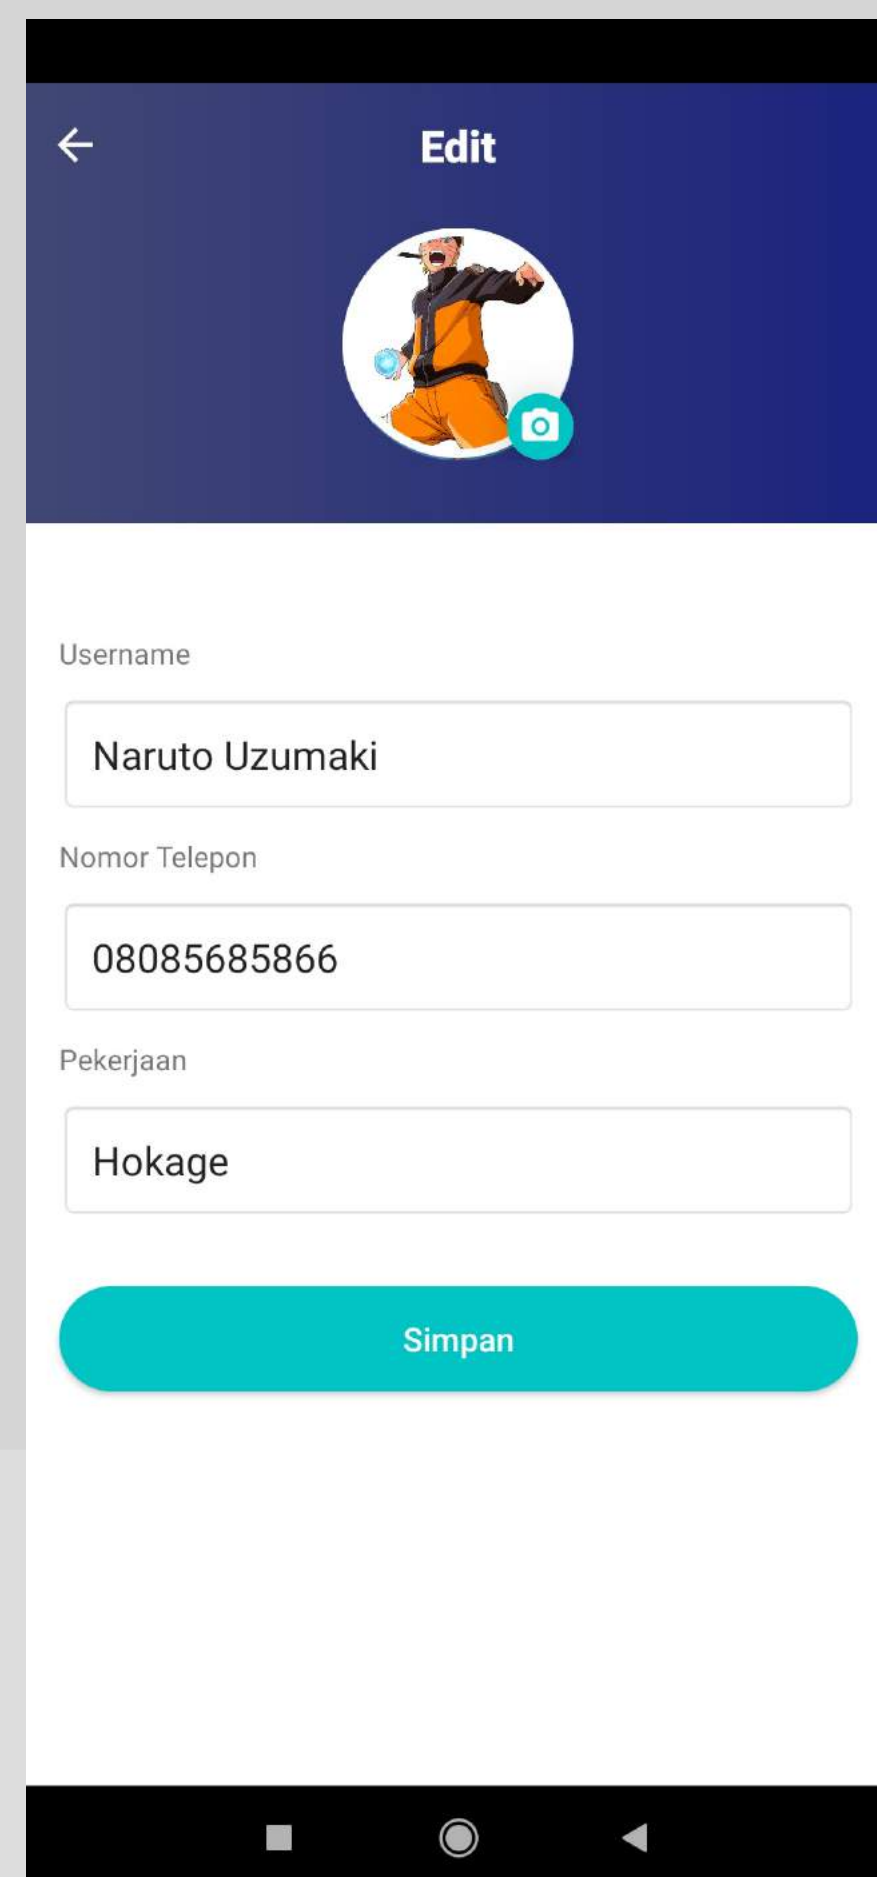 Edit
Username
Naruto Uzumaki
Nomor Telepon
08085685866
Pekerjaan
Hokage
Simpan